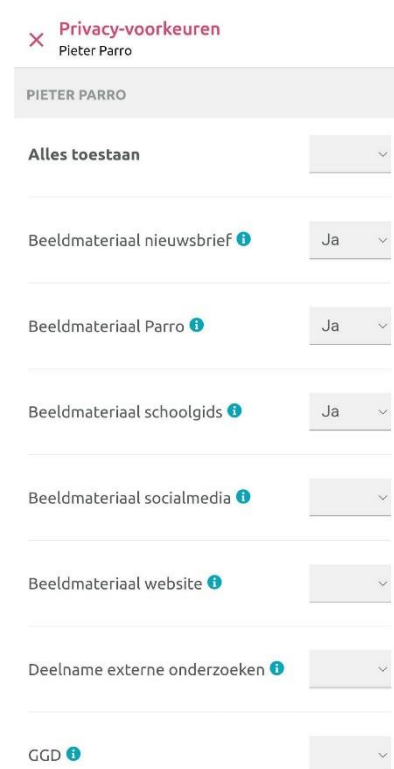 Privacy-voorkeuren
Pieter Parro
PIETER PARRO
Alles toestaan
Beeldmateriaal nieuwsbrief Ja
Beeldmateriaal Parro Ja
Beeldmateriaal schoolgids Ja
Beeldmateriaal socialmedia
Beeldmateriaal website
Deelname externe onderzoeken
GGD